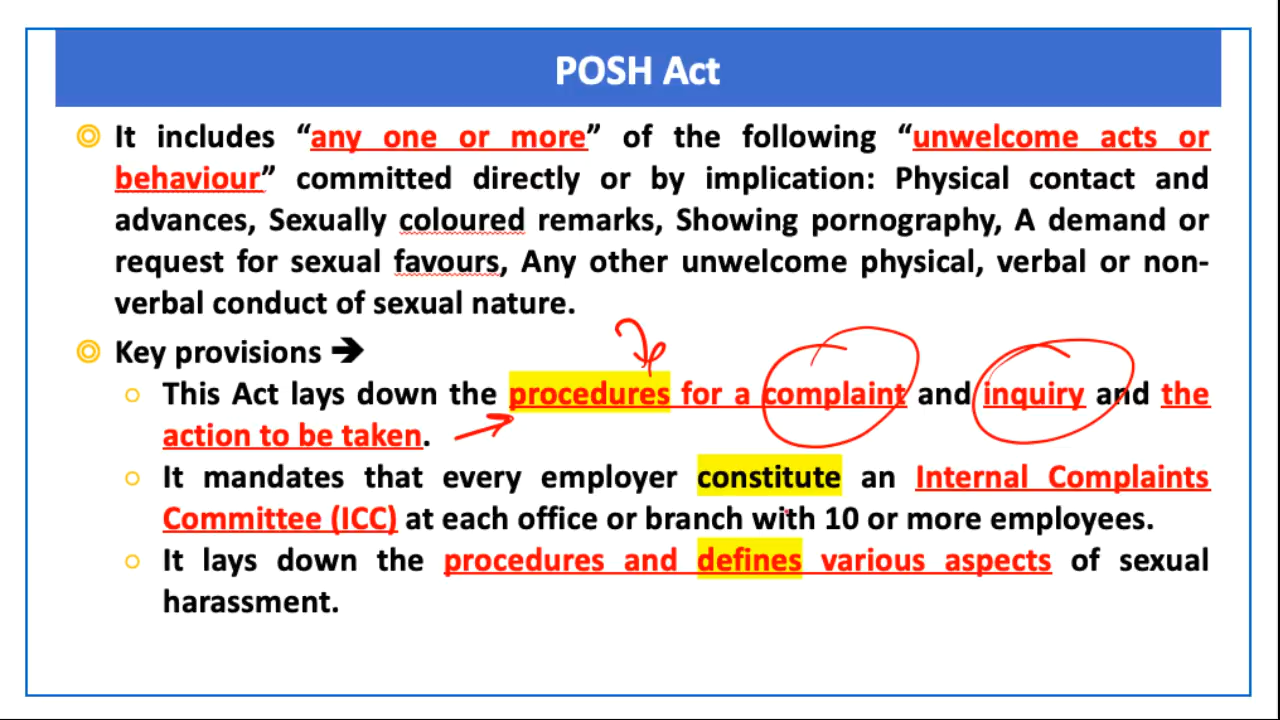 POSH Act
It includes “any one or more” of the following “unwelcome acts or
behaviour” committed directly or by implication: Physical contact and
advances, Sexually coloured remarks, Showing pornography, A demand or
request for sexual favours, Any other unwelcome physical, verbal or non-
verbal conduct of sexual nature.
Key provisions ➔
This Act lays down the procedures for a complaint and inquiry and the
action to be taken.
It mandates that every employer constitute an Internal Complaints
Committee (ICC) at each office or branch with 10 or more employees.
It lays down the procedures and defines various aspects of sexual
harassment.